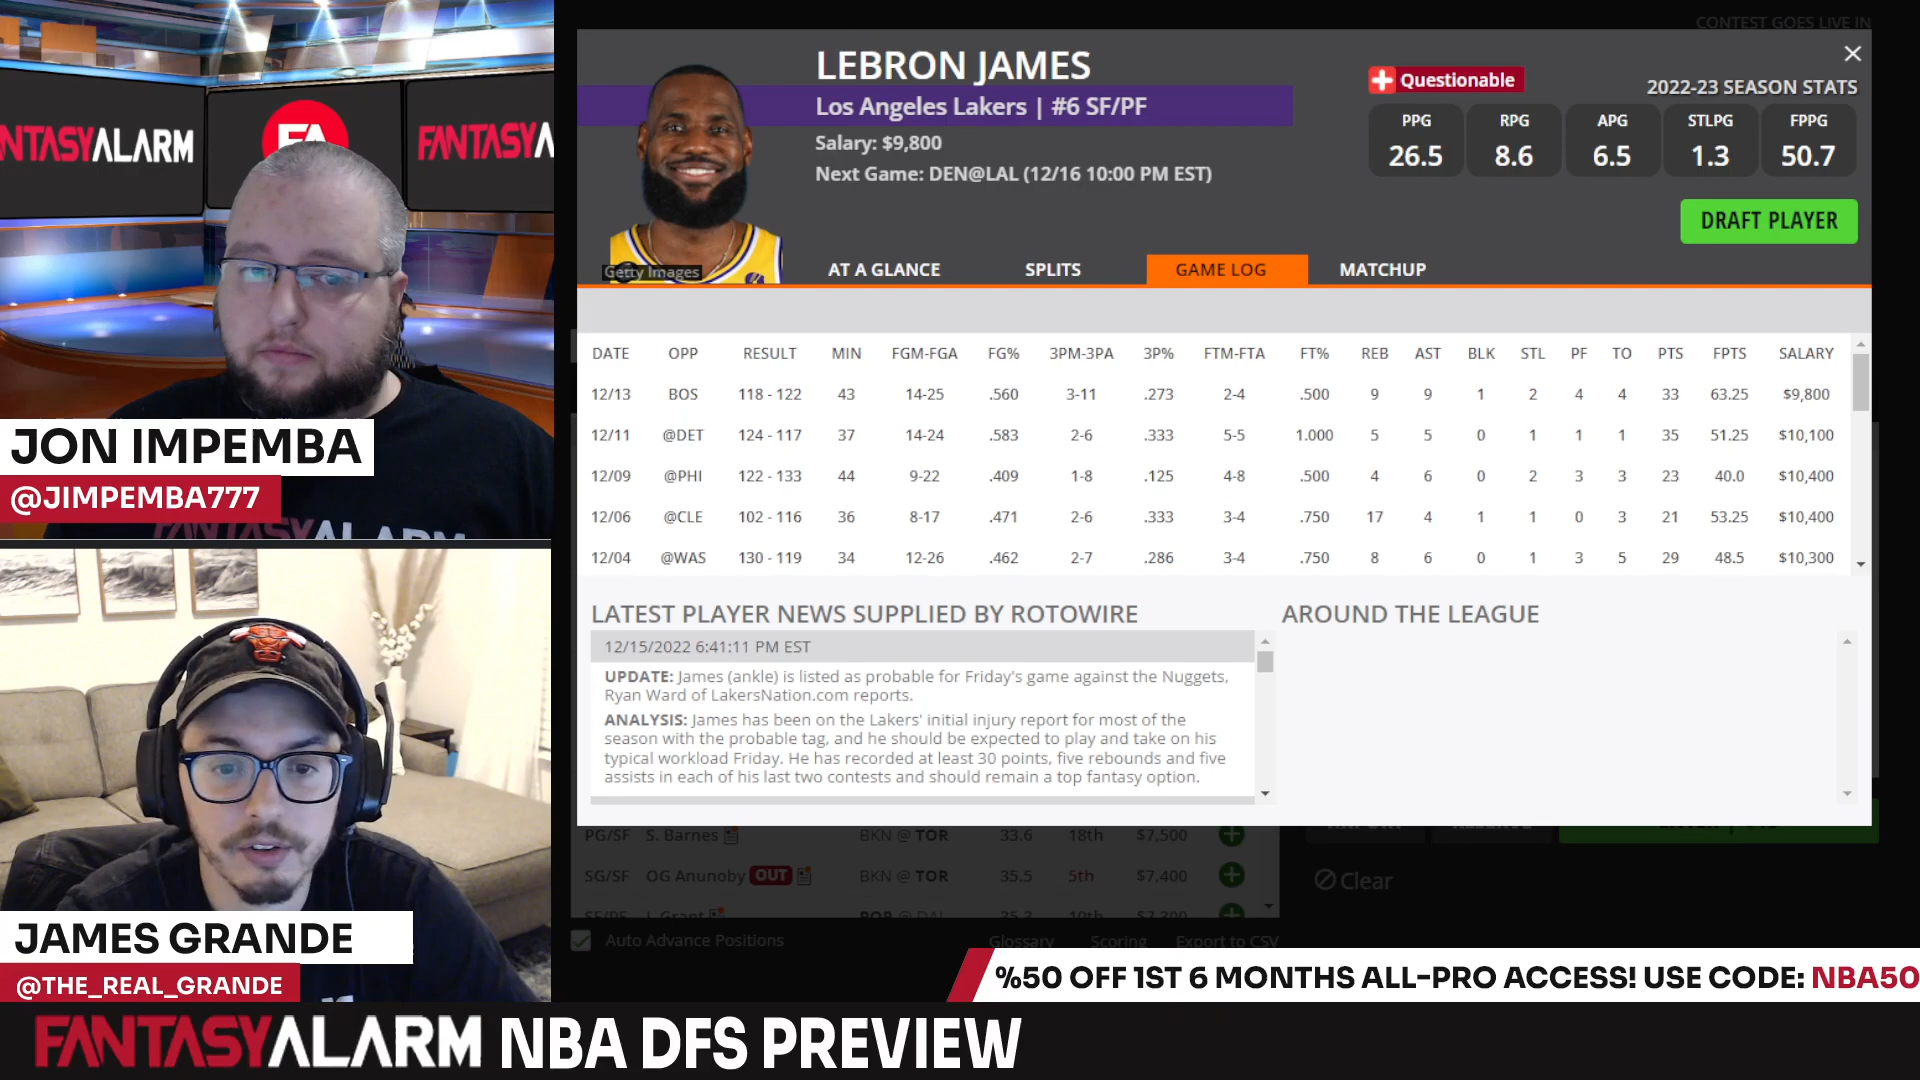 CONTEST GOES LIVE IN
LEBRON JAMES
Los Angeles Lakers | #6 SF/PF
Salary: $9,800
Next Game: DEN@LAL (12/16 10:00 PM EST)
Questionable
2022-23 SEASON STATS
PPG RPG APG STLPG FPPG
26.5 8.6 6.5 1.3 50.7
DRAFT PLAYER
Getty Images
AT A GLANCE SPLITS GAME LOG MATCHUP
DATE OPP RESULT MIN FGM-FGA FG% 3PM-3PA 3P% FTM-FTA FT% REB AST BLK STL PF TO PTS FPTS SALARY
12/13 BOS 118 - 122 43 14-25 .560 3-11 .273 2-4 .500 9 9 1 2 4 4 33 63.25 $9,800
12/11 @DET 124 - 117 37 14-24 .583 2-6 .333 5-5 1.000 5 5 0 1 1 1 35 51.25 $10,100
12/09 @PHI 122 - 133 44 9-22 .409 1-8 .125 4-8 .500 4 6 0 2 3 3 23 40.0 $10,400
12/06 @CLE 102 - 116 36 8-17 .471 2-6 .333 3-4 .750 17 4 1 1 0 3 21 53.25 $10,400
12/04 @WAS 130 - 119 34 12-26 .462 2-7 .286 3-4 .750 8 6 0 1 3 5 29 48.5 $10,300
LATEST PLAYER NEWS SUPPLIED BY ROTOWIRE
12/15/2022 6:41:11 PM EST
UPDATE: James (ankle) is listed as probable for Friday's game against the Nuggets,
Ryan Ward of LakersNation.com reports.
ANALYSIS: James has been on the Lakers' initial injury report for most of the
season with the probable tag, and he should be expected to play and take on his
typical workload Friday. He has recorded at least 30 points, five rebounds and five
assists in each of his last two contests and should remain a top fantasy option.
AROUND THE LEAGUE
PG/SF S. Barnes BKN @ TOR 33.6 18th $7,500
SG/SF OG Anunoby OUT BKN @ TOR 35.5 5th $7,400
Clear
Auto Advance Positions
Glossary Scoring Export to CSV
NTASYALARM
FA
FANTASYA
JON IMPEMBA
@JIMPEMBA777
FANTASYALARM
JAMES GRANDE
@THE_REAL_GRANDE
%50 OFF 1ST 6 MONTHS ALL-PRO ACCESS! USE CODE: NBA50
FANTASYALARM NBA DFS PREVIEW